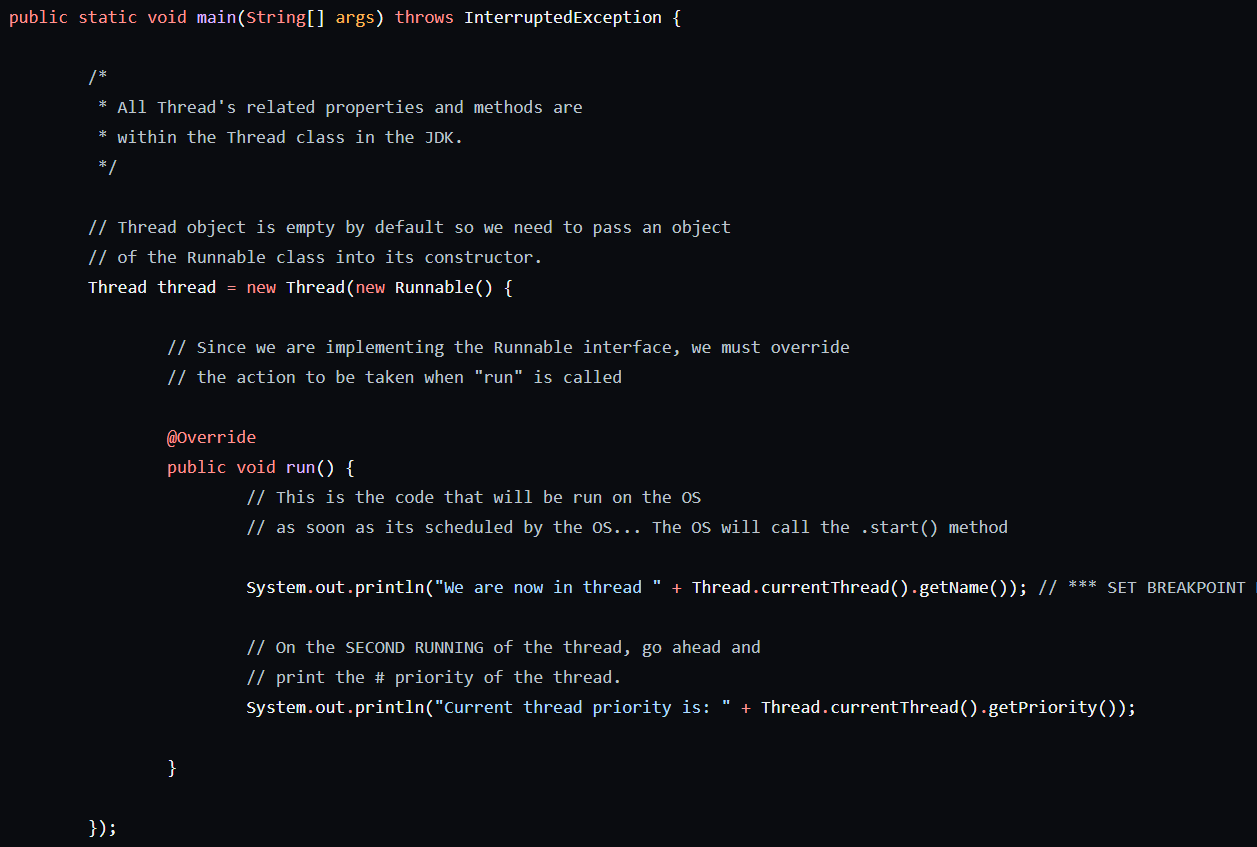 public static void main(String[] args) throws InterruptedException {
/*
* All Thread's related properties and methods are
* within the Thread class in the JDK.
*/
// Thread object is empty by default so we need to pass an object
// of the Runnable class into its constructor.
Thread thread = new Thread(new Runnable() {
// Since we are implementing the Runnable interface, we must override
// the action to be taken when "run" is called
@Override
public void run() {
// This is the code that will be run on the OS
// as soon as its scheduled by the OS... The OS will call the .start() method
System.out.println("We are now in thread " + Thread.currentThread().getName()); // *** SET BREAKPOINT
// On the SECOND RUNNING of the thread, go ahead and
// print the # priority of the thread.
System.out.println("Current thread priority is: " + Thread.currentThread().getPriority());
}
});